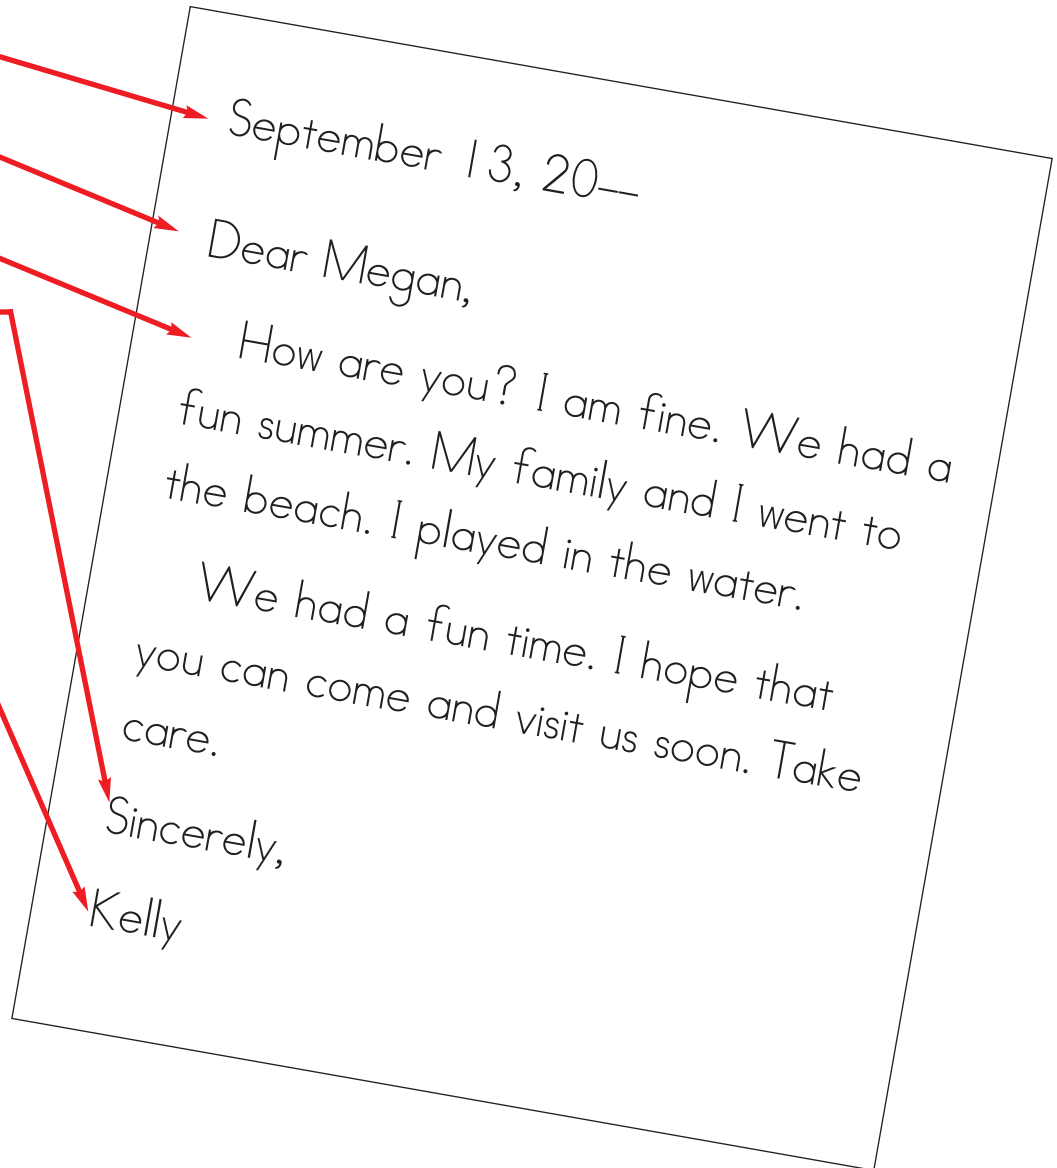 September 13, 20—
Dear Megan,
How are you? I am fine. We had a
fun summer. My family and I went to
the beach. I played in the water.
We had a fun time. I hope that
you can come and visit us soon. Take
care.
Sincerely,
Kelly